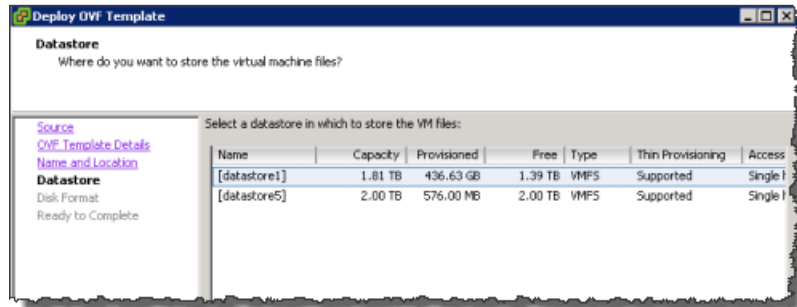 Deploy OVF Template
Datastore
Where do you want to store the virtual machine files?
Source
OVF Template Details
Name and Location
Datastore
Disk Format
Ready to Complete
Select a datastore in which to store the VM files:
Name Capacity Provisioned Free Type Thin Provisioning Access
[datastore1] 1.81 TB 436.63 GB 1.39 TB VMFS Supported Single h
[datastore5] 2.00 TB 576.00 MB 2.00 TB VMFS Supported Single h